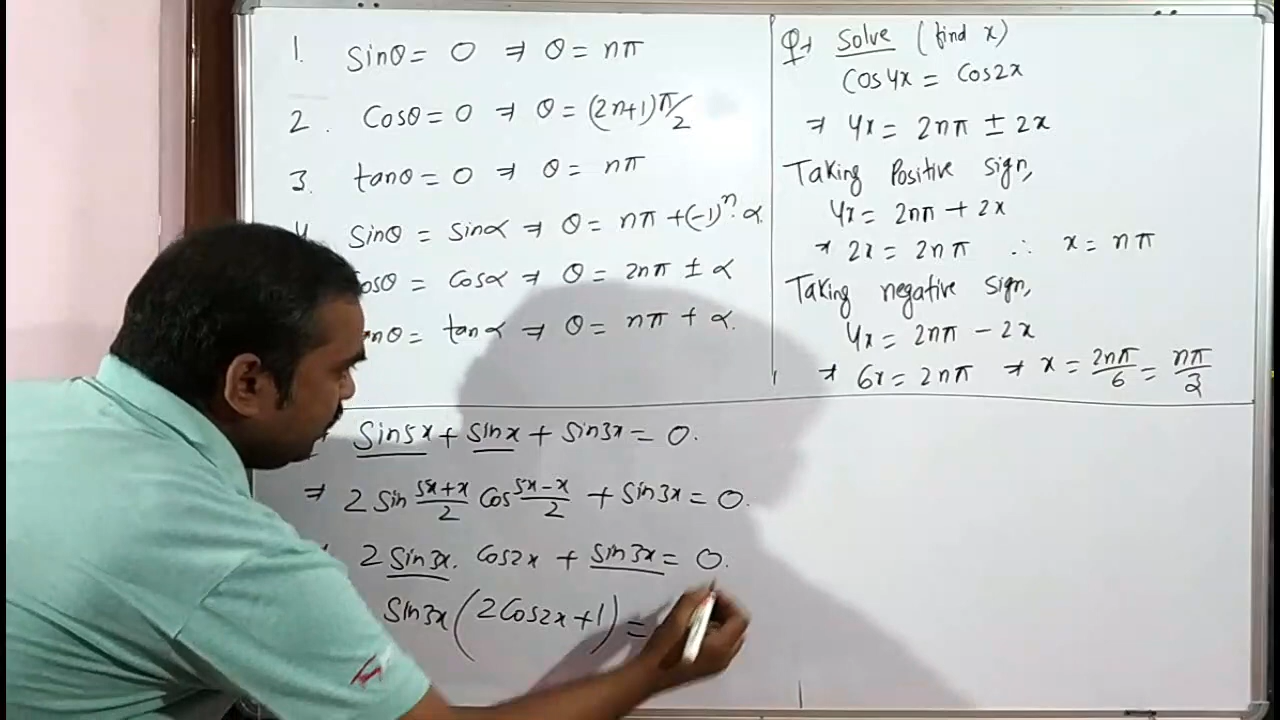 1. Sinθ = 0 ⇒ θ = nπ
2. Cosθ = 0 ⇒ θ = (2n+1)π/2
3. tanθ = 0 ⇒ θ = nπ
4. Sinθ = Sinα ⇒ θ = nπ + (-1)ⁿ·α
osθ = Cosα ⇒ θ = 2nπ ± α
anθ = tanα ⇒ θ = nπ + α.
Q→ Solve (find x)
Cos4x = Cos2x
⇒ 4x = 2nπ ± 2x
Taking Positive sign,
4x = 2nπ + 2x
⇒ 2x = 2nπ ∴ x = nπ
Taking negative sign,
4x = 2nπ - 2x
⇒ 6x = 2nπ ⇒ x = 2nπ/6 = nπ/3
Sin5x + Sinx + Sin3x = 0.
⇒ 2 Sin (5x+x)/2 Cos (5x-x)/2 + Sin3x = 0.
2 Sin3x. Cos2x + Sin3x = 0.
Sin3x (2Cos2x+1) =